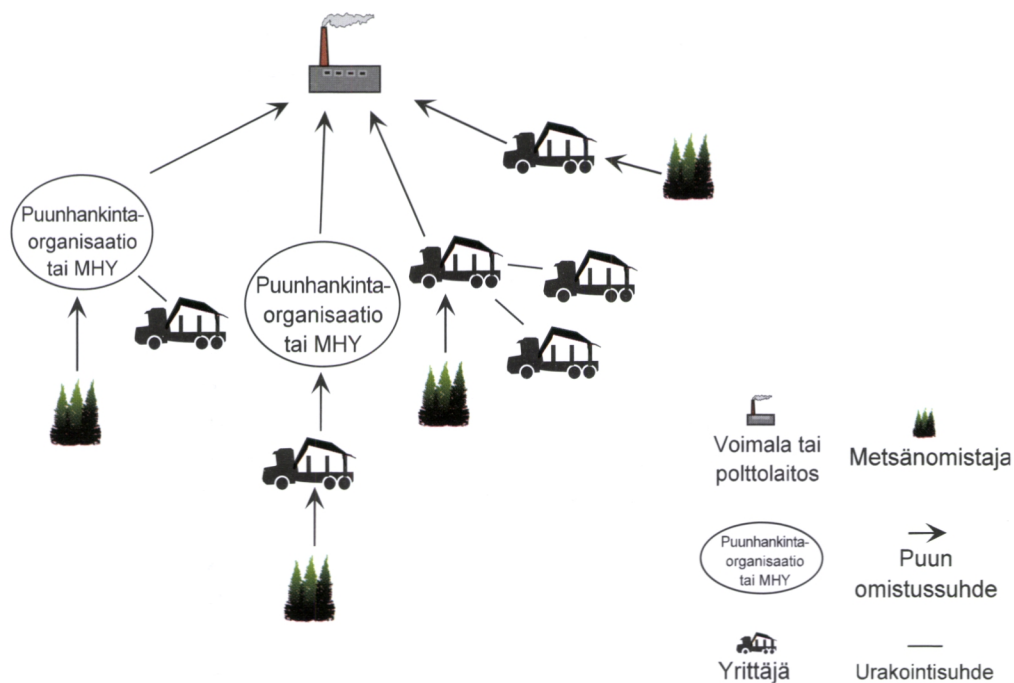 Puunhankinta-
organisaatio
tai MHY
Puunhankinta-
organisaatio
tai MHY
Voimala tai
polttolaitos
Metsänomistaja
Puunhankinta-
organisaatio
tai MHY
Puun
omistussuhde
Yrittäjä
Urakointisuhde